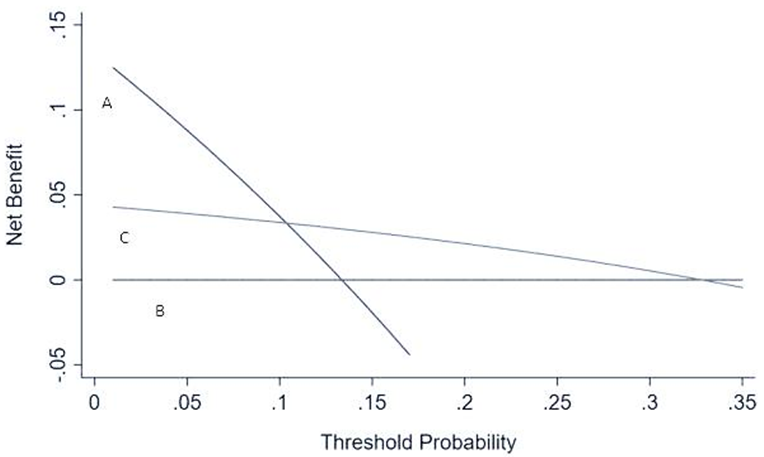 .15
.1
.05
0
-.05
Net Benefit
A
C
B
0 .05 .1 .15 .2 .25 .3 .35
Threshold Probability